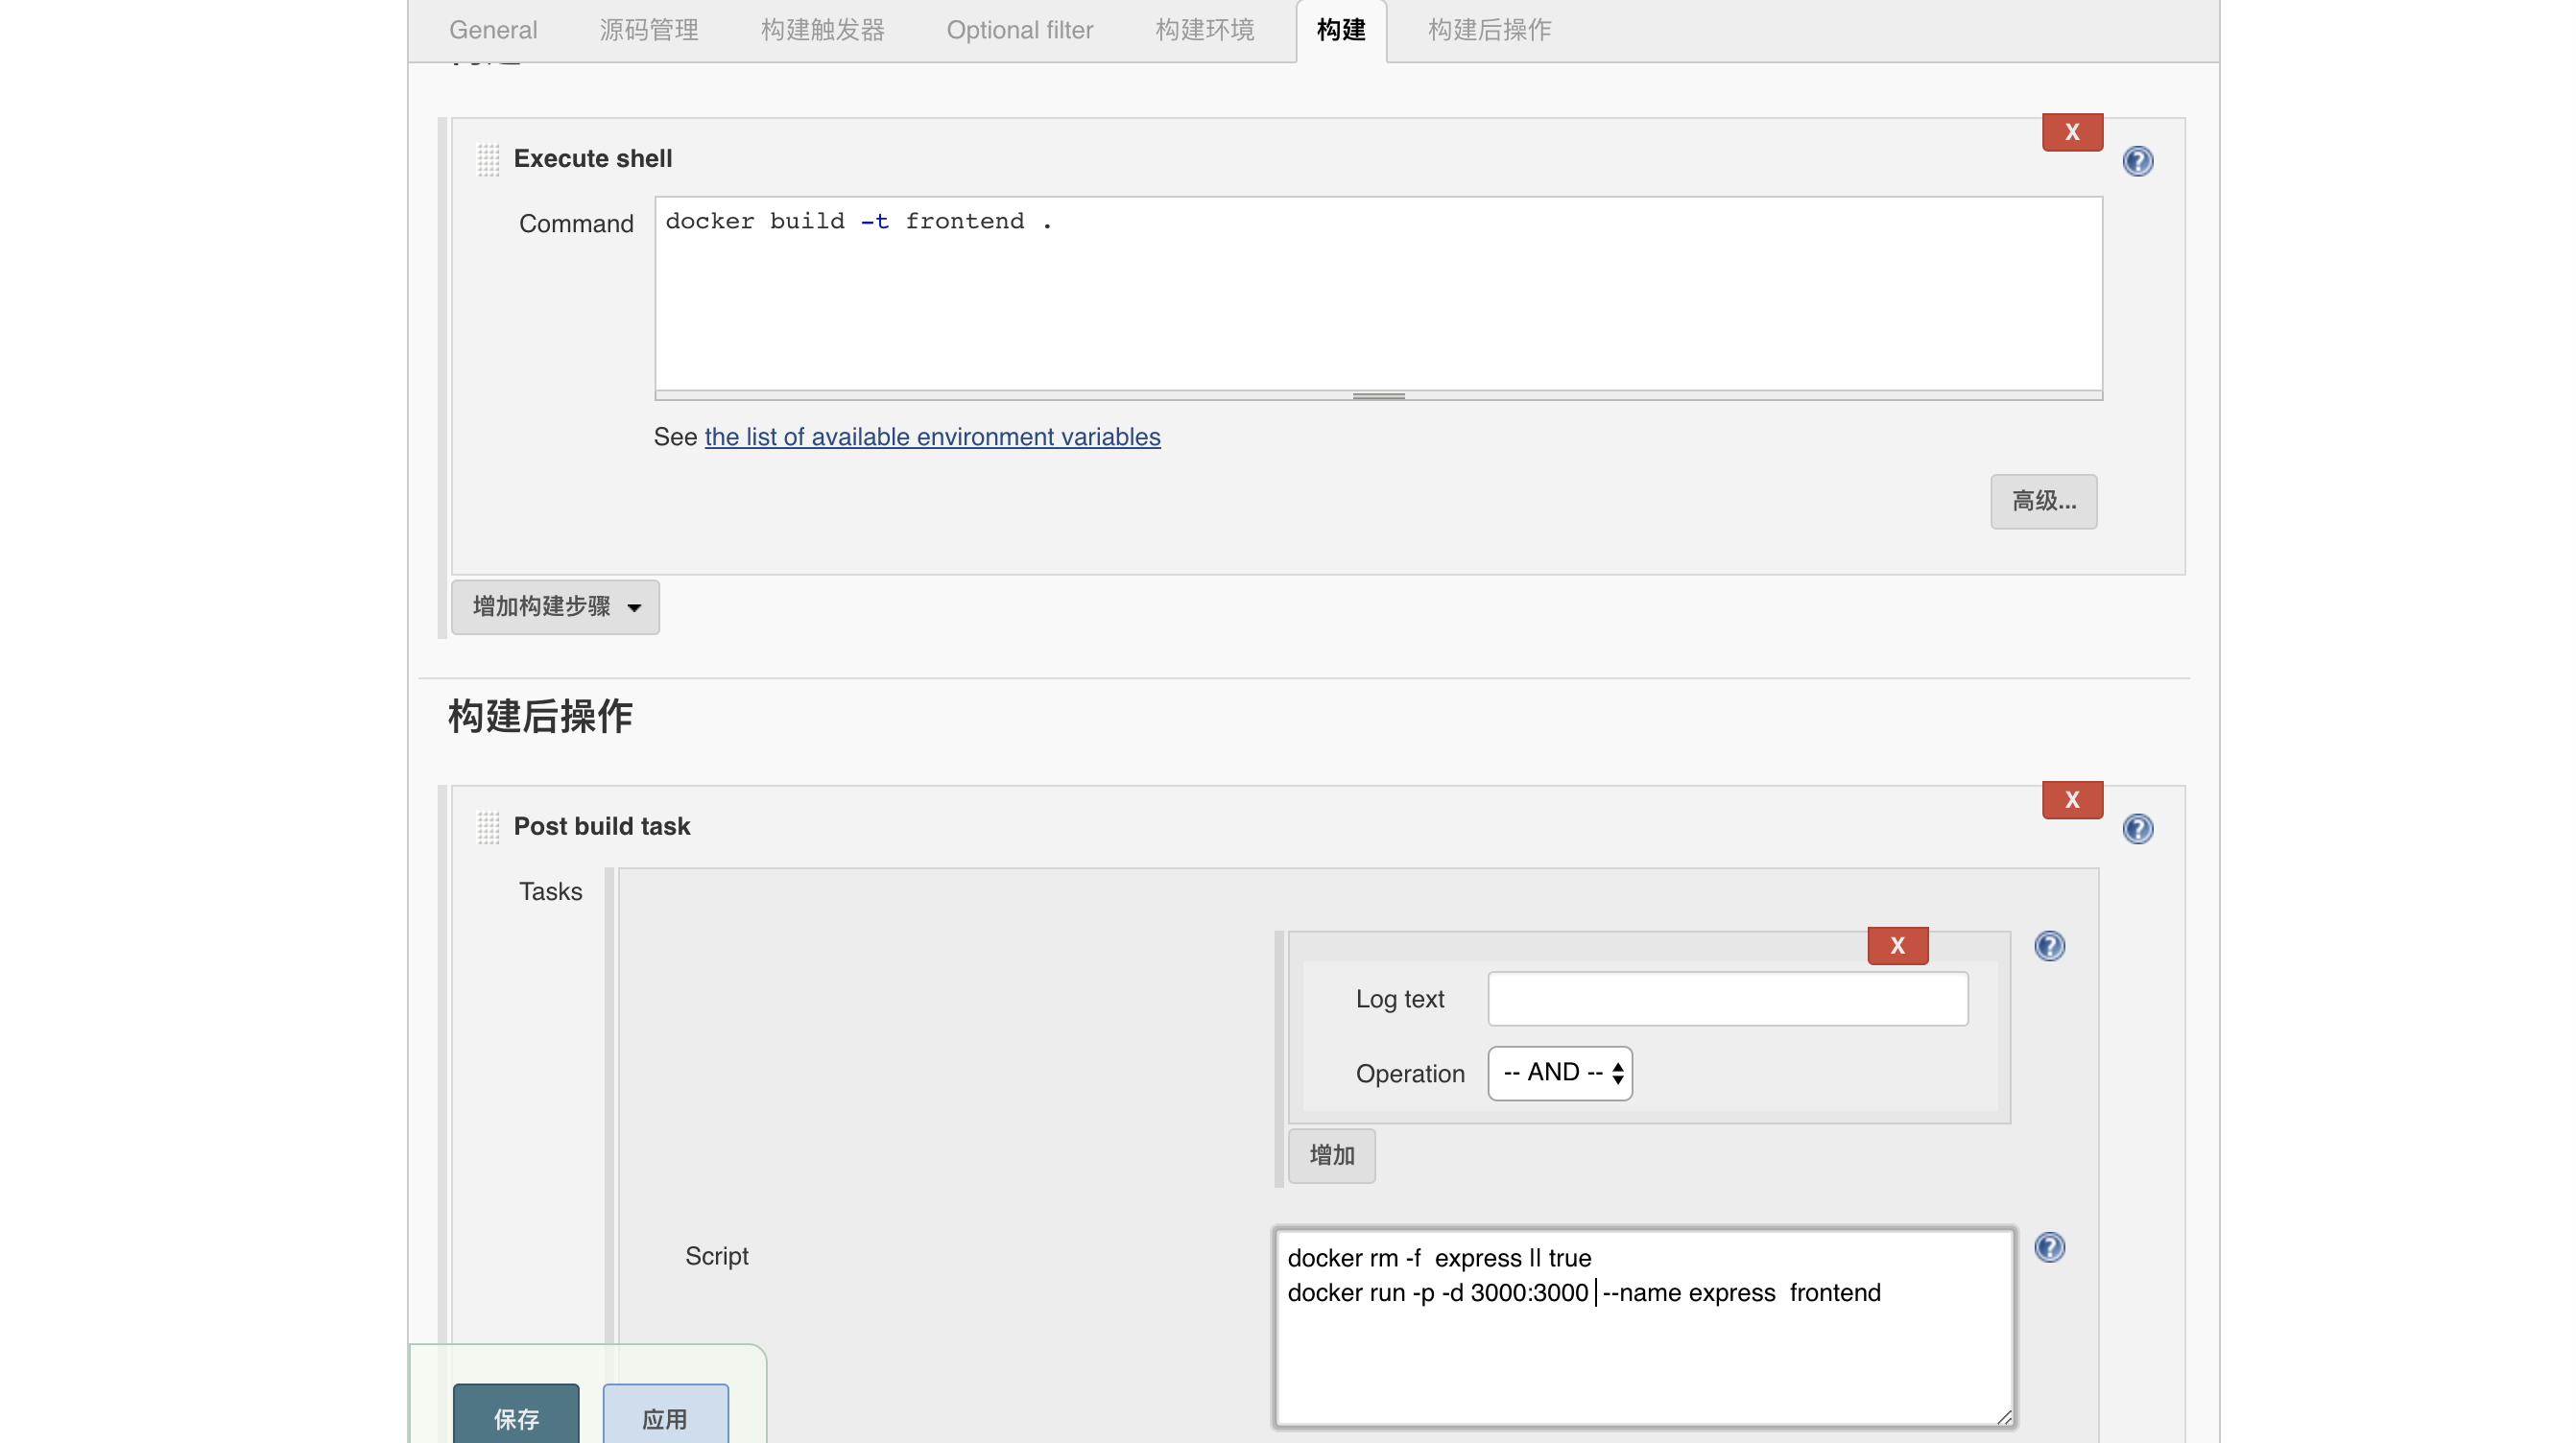 General 源码管理 构建触发器 Optional filter 构建环境 构建 构建后操作
构建
X
Execute shell
Command docker build -t frontend .
See the list of available environment variables
高级...
增加构建步骤
构建后操作
X
Post build task
Tasks
X
Log text
Operation -- AND --
增加
Script
docker rm -f  express || true
docker run -p -d 3000:3000 --name express  frontend
保存 应用